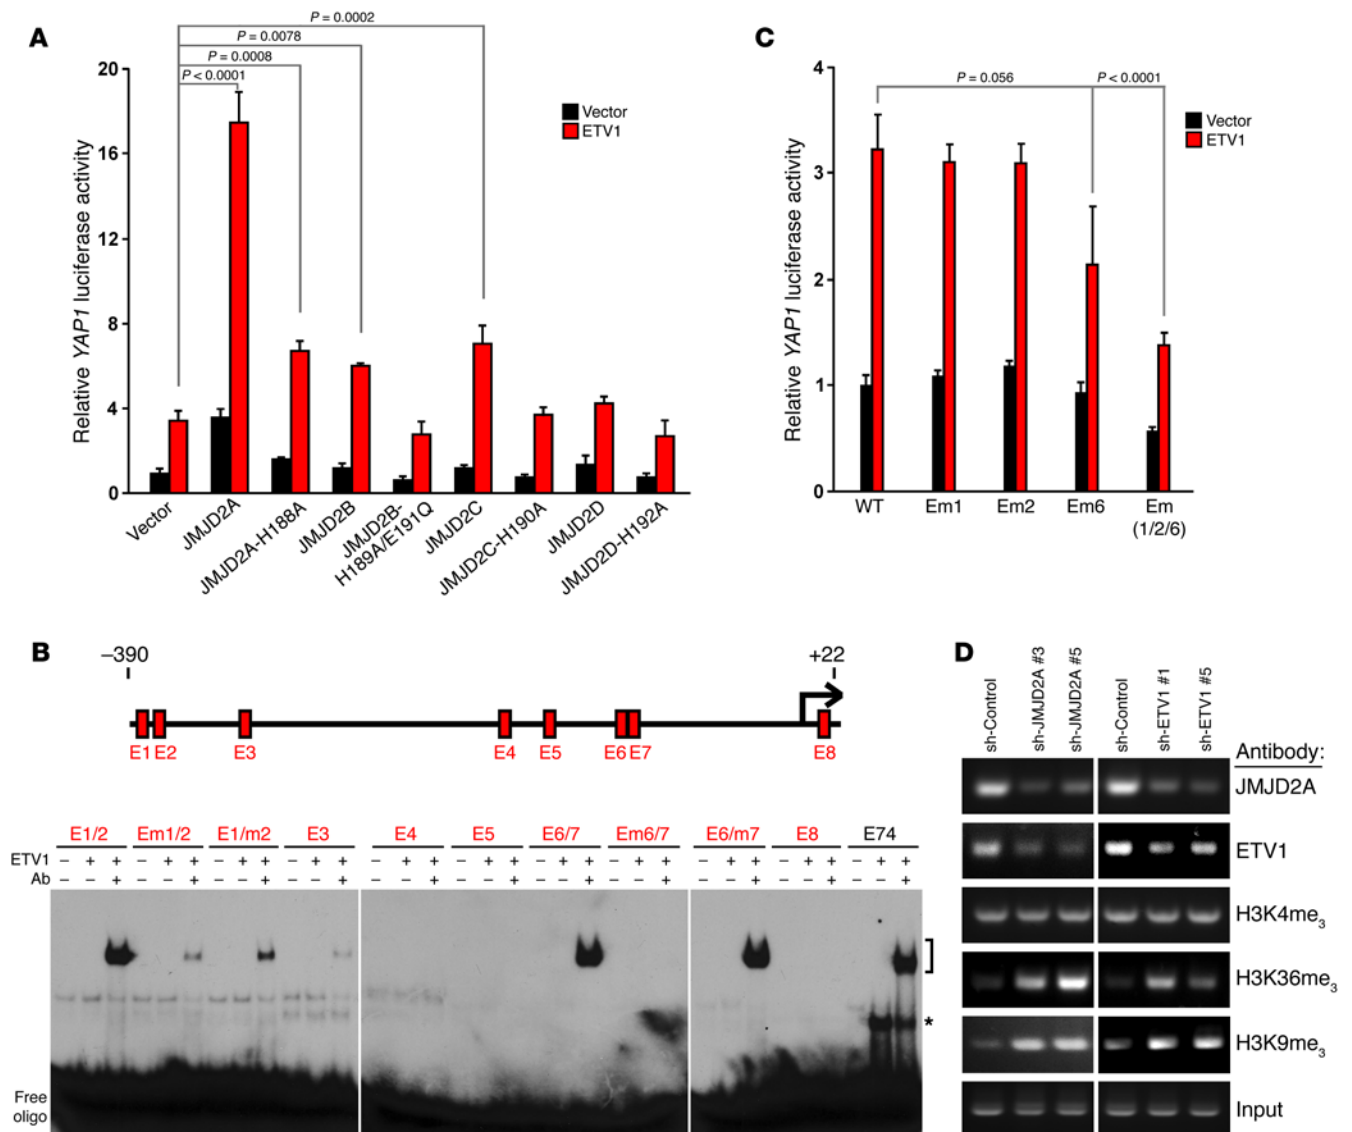 A
P = 0.0002
P = 0.0078
P = 0.0008
P < 0.0001
20
16
12
8
4
0
Relative YAP1 luciferase activity
Vector
ETV1
Vector
JMJD2A
JMJD2A-H188A
JMJD2B
JMJD2B-
H189A/E191Q
JMJD2C
JMJD2C-H190A
JMJD2D
JMJD2D-H192A
C
P = 0.056
P < 0.0001
4
3
2
1
0
Relative YAP1 luciferase activity
Vector
ETV1
WT
Em1
Em2
Em6
Em
(1/2/6)
B
–390
+22
E1 E2 E3 E4 E5 E6 E7 E8
E1/2 Em1/2 E1/m2 E3 E4 E5 E6/7 Em6/7 E6/m7 E8 E74
ETV1 – + + – + + – + + – + + – + + – + + – + + – + + – + + – + + – + +
Ab – – + – – + – – + – – + – – + – – + – – + – – + – – + – – + – – +
*
Free
oligo
D
sh-Control
sh-JMJD2A #3
sh-JMJD2A #5
sh-Control
sh-ETV1 #1
sh-ETV1 #5
Antibody:
JMJD2A
ETV1
H3K4me3
H3K36me3
H3K9me3
Input